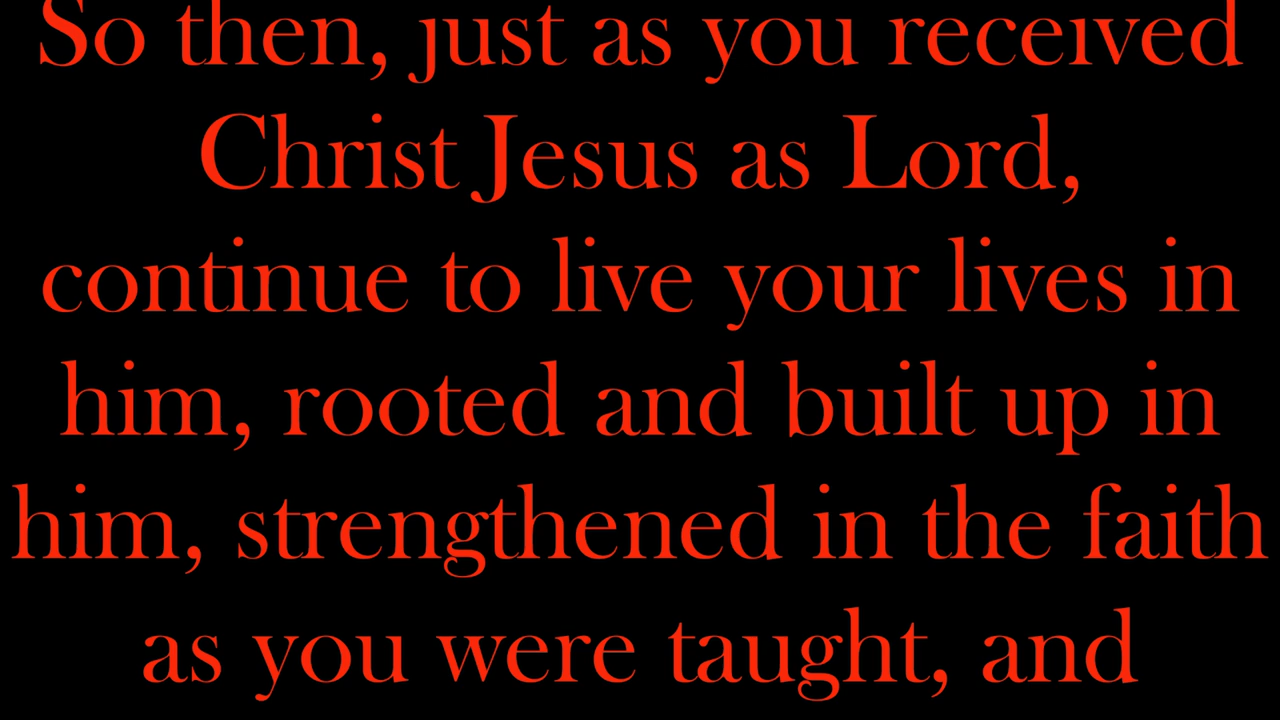 So then, just as you received
Christ Jesus as Lord,
continue to live your lives in
him, rooted and built up in
him, strengthened in the faith
as you were taught, and